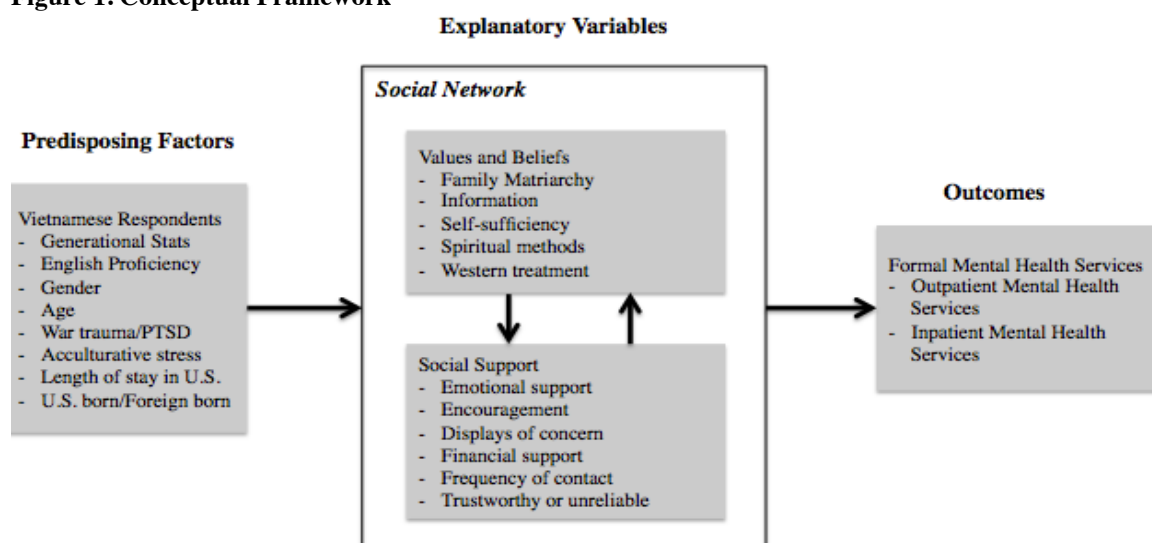 Figure 1. Conceptual Framework
Explanatory Variables
Predisposing Factors
Vietnamese Respondents
- Generational Stats
- English Proficiency
- Gender
- Age
- War trauma/PTSD
- Acculturative stress
- Length of stay in U.S.
- U.S. born/Foreign born
Social Network
Values and Beliefs
- Family Matriarchy
- Information
- Self-sufficiency
- Spiritual methods
- Western treatment
Social Support
- Emotional support
- Encouragement
- Displays of concern
- Financial support
- Frequency of contact
- Trustworthy or unreliable
Outcomes
Formal Mental Health Services
- Outpatient Mental Health
Services
- Inpatient Mental Health
Services